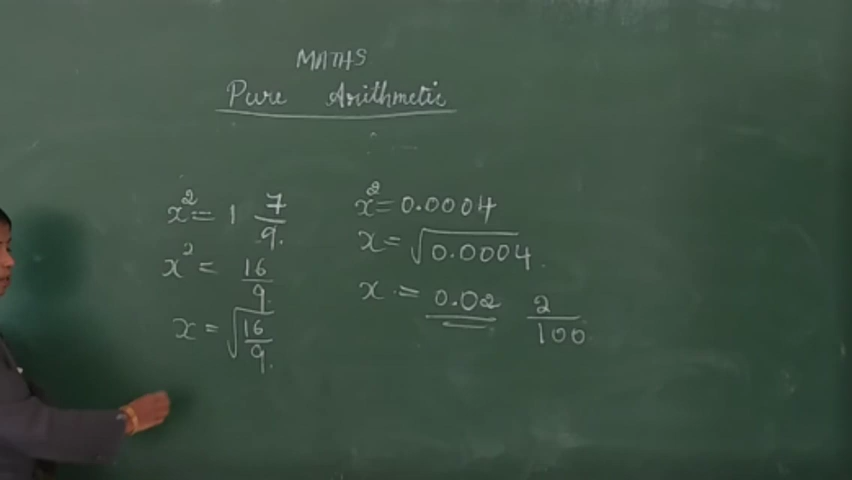 MATHS
Pure Arithmetic
x² = 1 7/9.
x² = 16/9.
x = √16/9.
x² = 0.0004
x = √0.0004.
x = 0.02 2/100